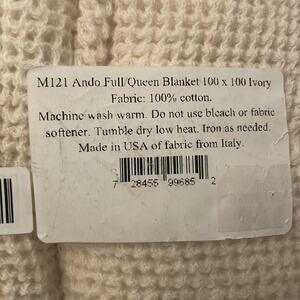 M121 Ando Full/Queen Blanket 100 x 100 Ivory
Fabric: 100% cotton.
Machine wash warm. Do not use bleach or fabric
softener. Tumble dry low heat. Iron as needed.
Made in USA of fabric from Italy.
7 28455 99685 2